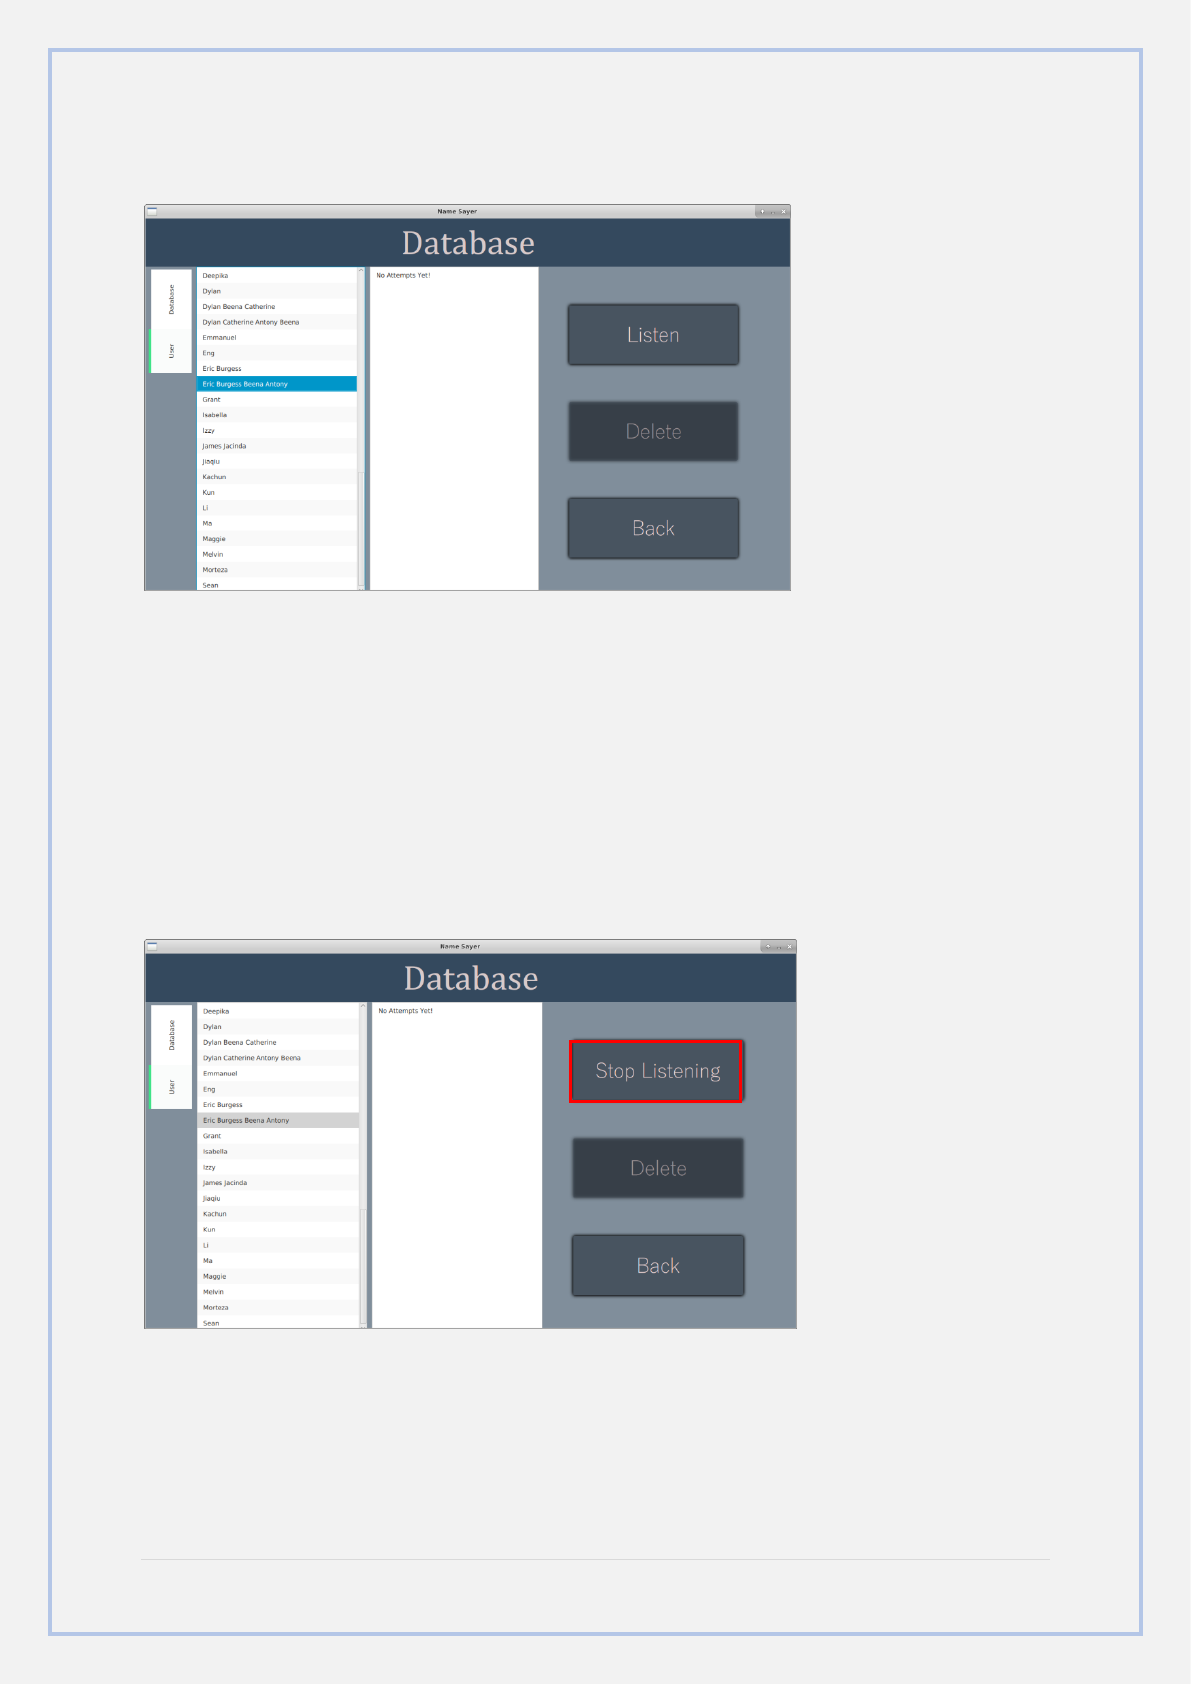 Name Sayer
Database
Database
User
Deepika
Dylan
Dylan Beena Catherine
Dylan Catherine Antony Beena
Emmanuel
Eng
Eric Burgess
Eric Burgess Beena Antony
Grant
Isabella
Izzy
James Jacinda
Jiaqiu
Kachun
Kun
Li
Ma
Maggie
Melvin
Morteza
Sean
No Attempts Yet!
Listen
Delete
Back
Name Sayer
Database
Database
User
Deepika
Dylan
Dylan Beena Catherine
Dylan Catherine Antony Beena
Emmanuel
Eng
Eric Burgess
Eric Burgess Beena Antony
Grant
Isabella
Izzy
James Jacinda
Jiaqiu
Kachun
Kun
Li
Ma
Maggie
Melvin
Morteza
Sean
No Attempts Yet!
Stop Listening
Delete
Back